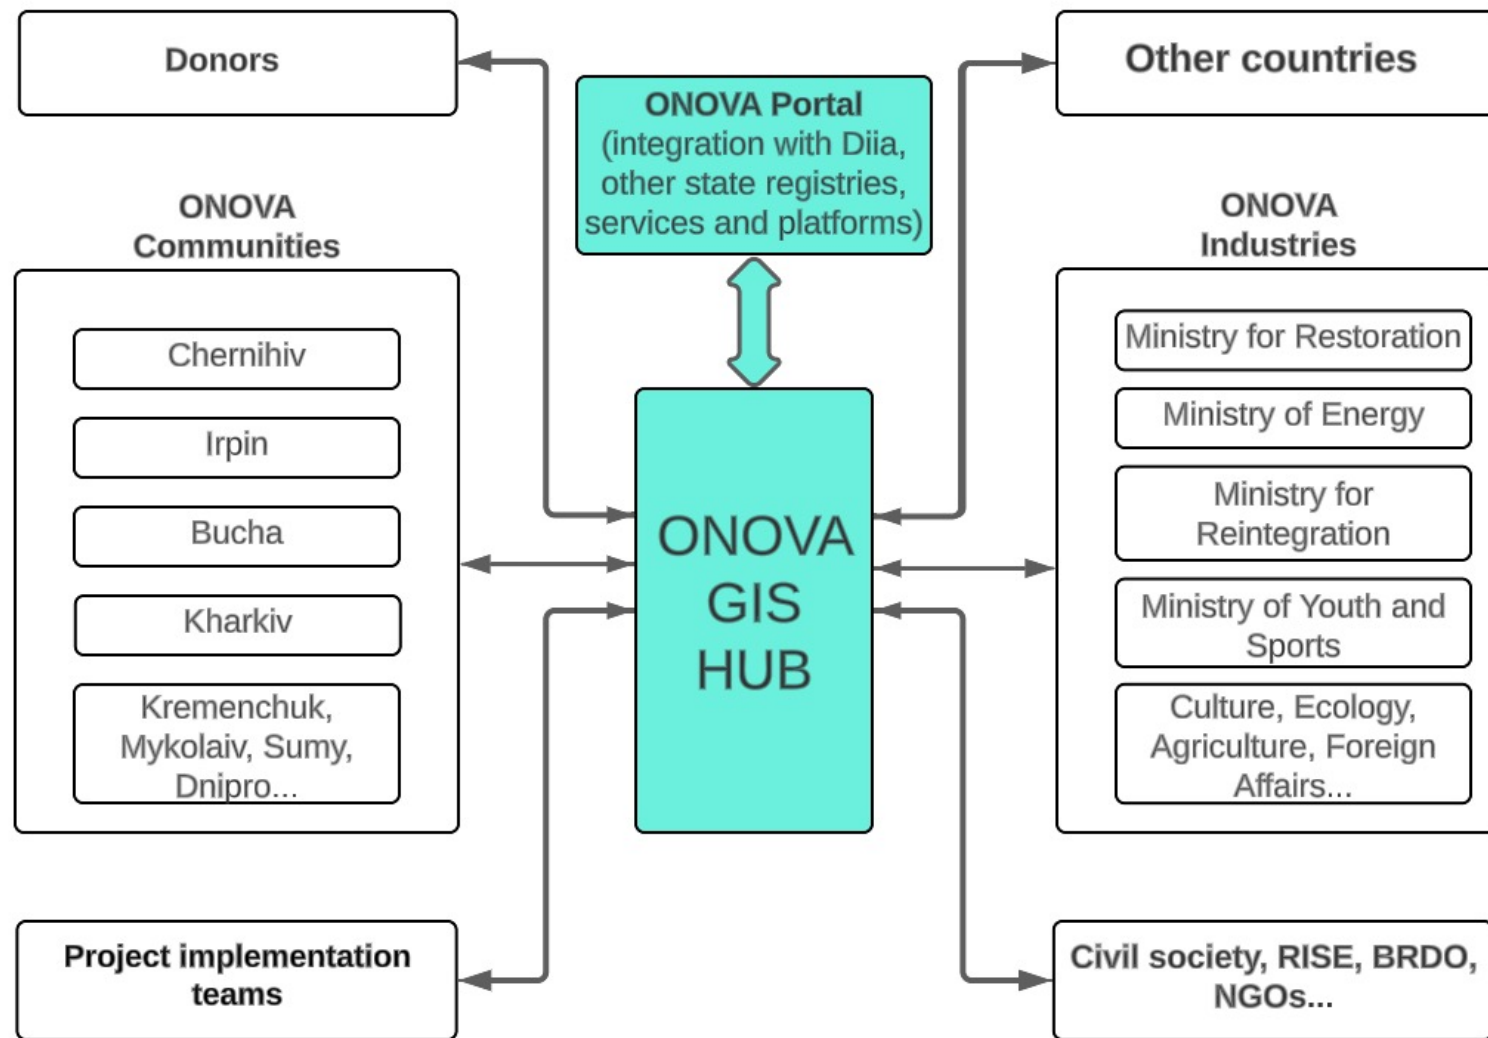 Donors
ONOVA Portal
(integration with Diia,
other state registries,
services and platforms)
Other countries
ONOVA
Communities
Chernihiv
Irpin
Bucha
Kharkiv
Kremenchuk,
Mykolaiv, Sumy,
Dnipro...
ONOVA
GIS
HUB
ONOVA
Industries
Ministry for Restoration
Ministry of Energy
Ministry for
Reintegration
Ministry of Youth and
Sports
Culture, Ecology,
Agriculture, Foreign
Affairs...
Project implementation
teams
Civil society, RISE, BRDO,
NGOs...